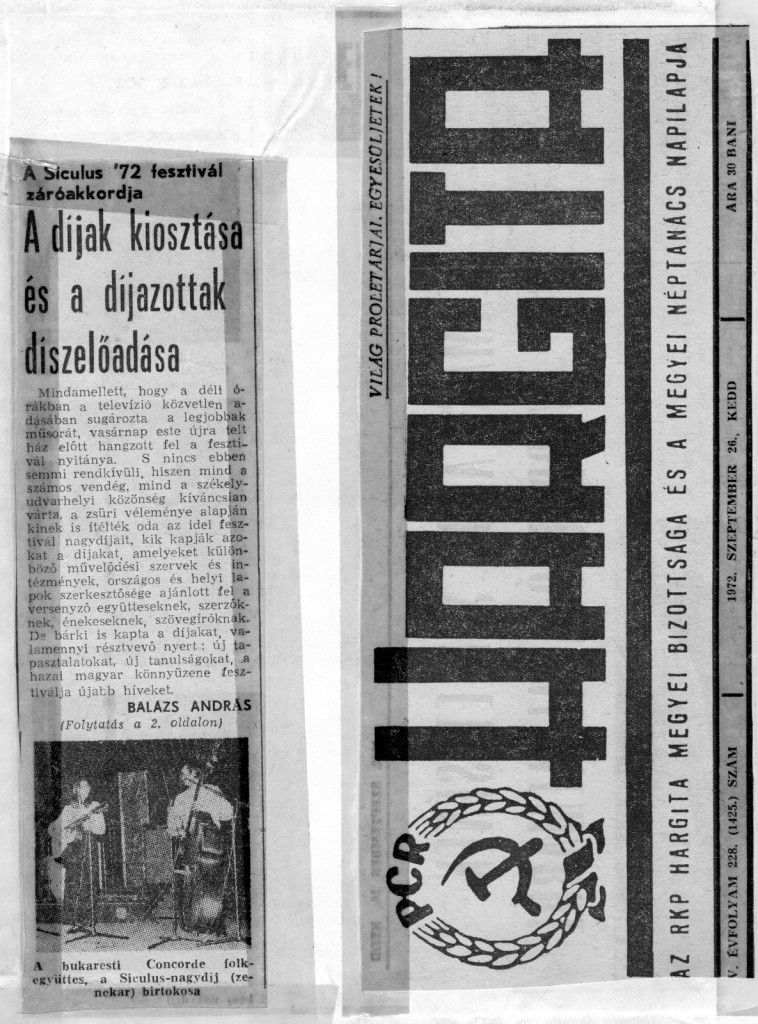 A Siculus '72 fesztivál
záróakkordja
A díjak kiosztása
és a díjazottak
díszelőadása
Mindamellett, hogy a déli ó-
rákban a televízió közvetlen a-
dásában sugározta a legjobbak
műsorát, vasárnap este újra telt
ház előtt hangzott fel a feszti-
vál nyitánya. S nincs ebben
semmi rendkívüli, hiszen mind a
számos vendég, mind a székely-
udvarhelyi közönség kíváncsian
várta, a zsűri véleménye alapján
kinek is ítélték oda az idei fesz-
tivál nagydíjait, kik kapják azo-
kat a díjakat, amelyeket külön-
böző művelődési szervek és in-
tézmények, országos és helyi la-
pok szerkesztősége ajánlott fel a
versenyző együtteseknek, szerzők-
nek, énekeseknek, szövegíróknak.
De bárki is kapta a díjakat, va-
lamennyi résztvevő nyert: új ta-
pasztalatokat, új tanulságokat, a
hazai magyar könnyűzene fesz-
tiválja újabb híveket.
BALÁZS ANDRÁS
(Folytatás a 2. oldalon)
A bukaresti Concorde folk-
együttes, a Siculus-nagydíj (ze-
nekar) birtokosa
VILÁG PROLETÁRJAI, EGYESÜLJETEK!
HARGITA
PCR
AZ RKP HARGITA MEGYEI BIZOTTSÁGA ÉS A MEGYEI NÉPTANÁCS NAPILAPJA
V. ÉVFOLYAM 228. (1425.) SZÁM
1972. SZEPTEMBER 26., KEDD
ÁRA 30 BANI